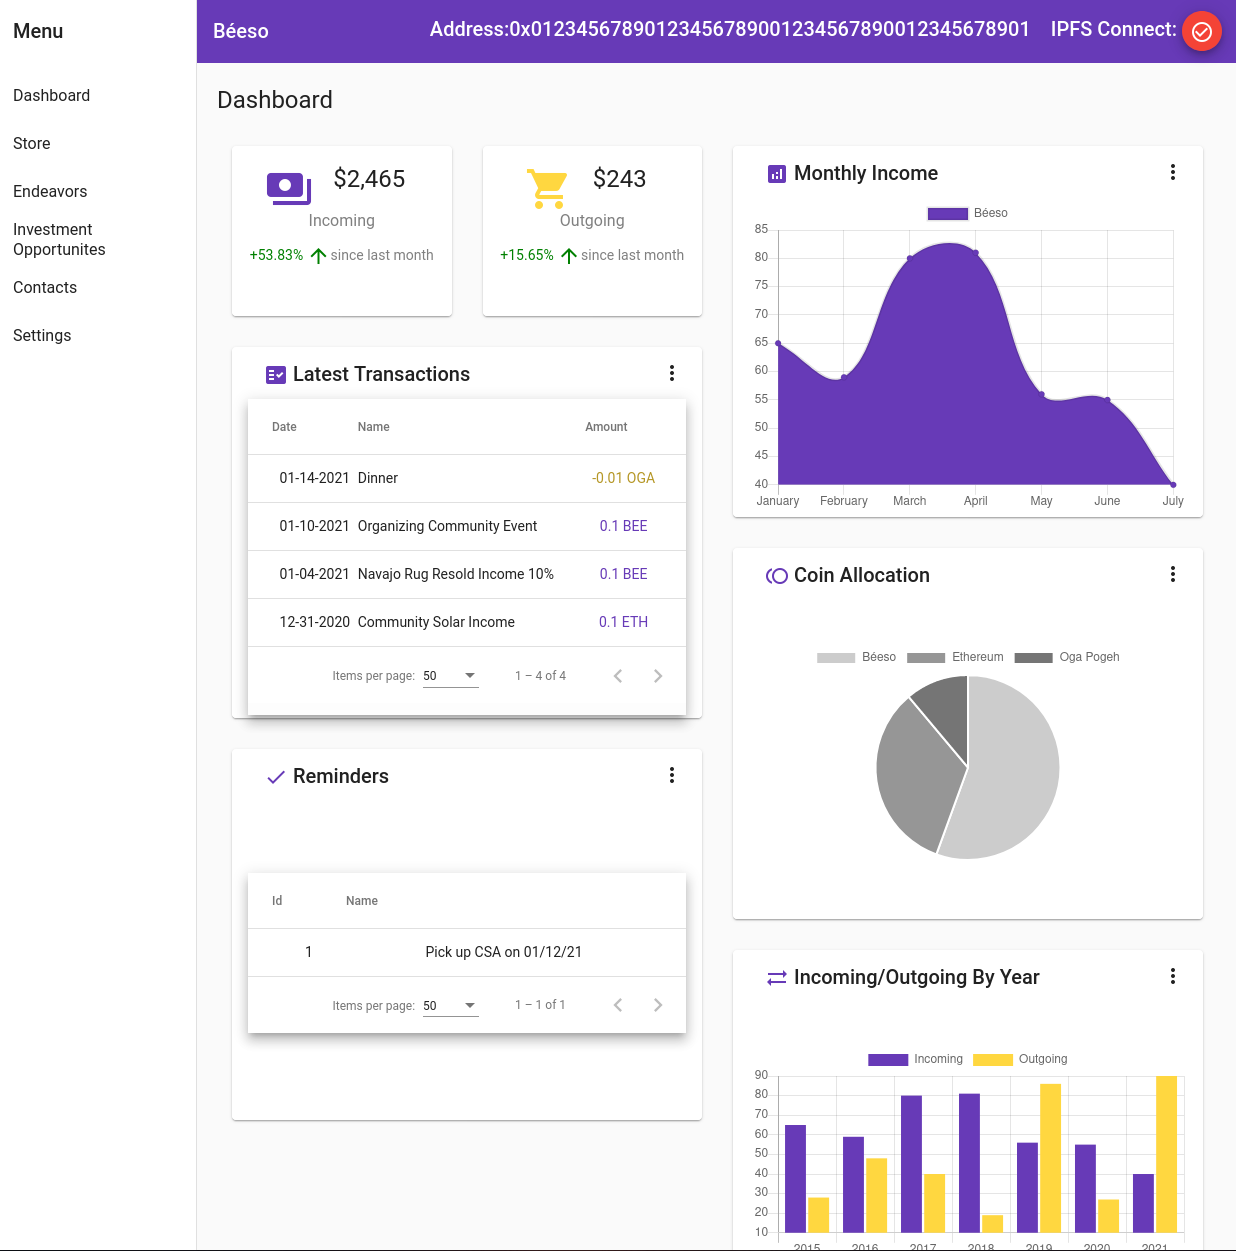 Menu
Dashboard
Store
Endeavors
Investment
Opportunites
Contacts
Settings
Béeso
Address:0x01234567890123456789001234567890012345678901
IPFS Connect:
Dashboard
$2,465
Incoming
+53.83% since last month
$243
Outgoing
+15.65% since last month
Latest Transactions
Date Name Amount
01-14-2021 Dinner -0.01 OGA
01-10-2021 Organizing Community Event 0.1 BEE
01-04-2021 Navajo Rug Resold Income 10% 0.1 BEE
12-31-2020 Community Solar Income 0.1 ETH
Items per page: 50 1 – 4 of 4
Reminders
Id Name
1 Pick up CSA on 01/12/21
Items per page: 50 1 – 1 of 1
Monthly Income
Béeso
85
80
75
70
65
60
55
50
45
40
January February March April May June July
Coin Allocation
Béeso Ethereum Oga Pogeh
Incoming/Outgoing By Year
Incoming Outgoing
90
80
70
60
50
40
30
20
10
2015 2016 2017 2018 2019 2020 2021